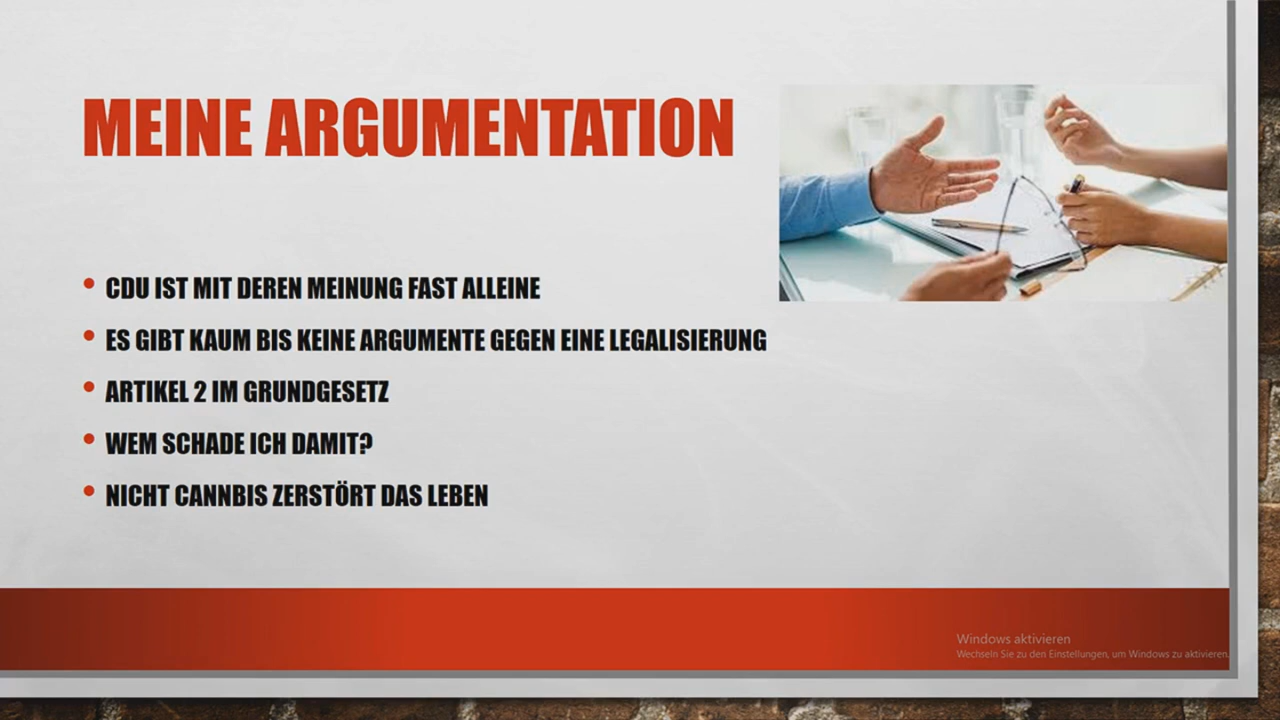 MEINE ARGUMENTATION
CDU IST MIT DEREN MEINUNG FAST ALLEINE
ES GIBT KAUM BIS KEINE ARGUMENTE GEGEN EINE LEGALISIERUNG
ARTIKEL 2 IM GRUNDGESETZ
WEM SCHADE ICH DAMIT?
NICHT CANNBIS ZERSTÖRT DAS LEBEN
Windows aktivieren
Wechseln Sie zu den Einstellungen, um Windows zu aktivieren.